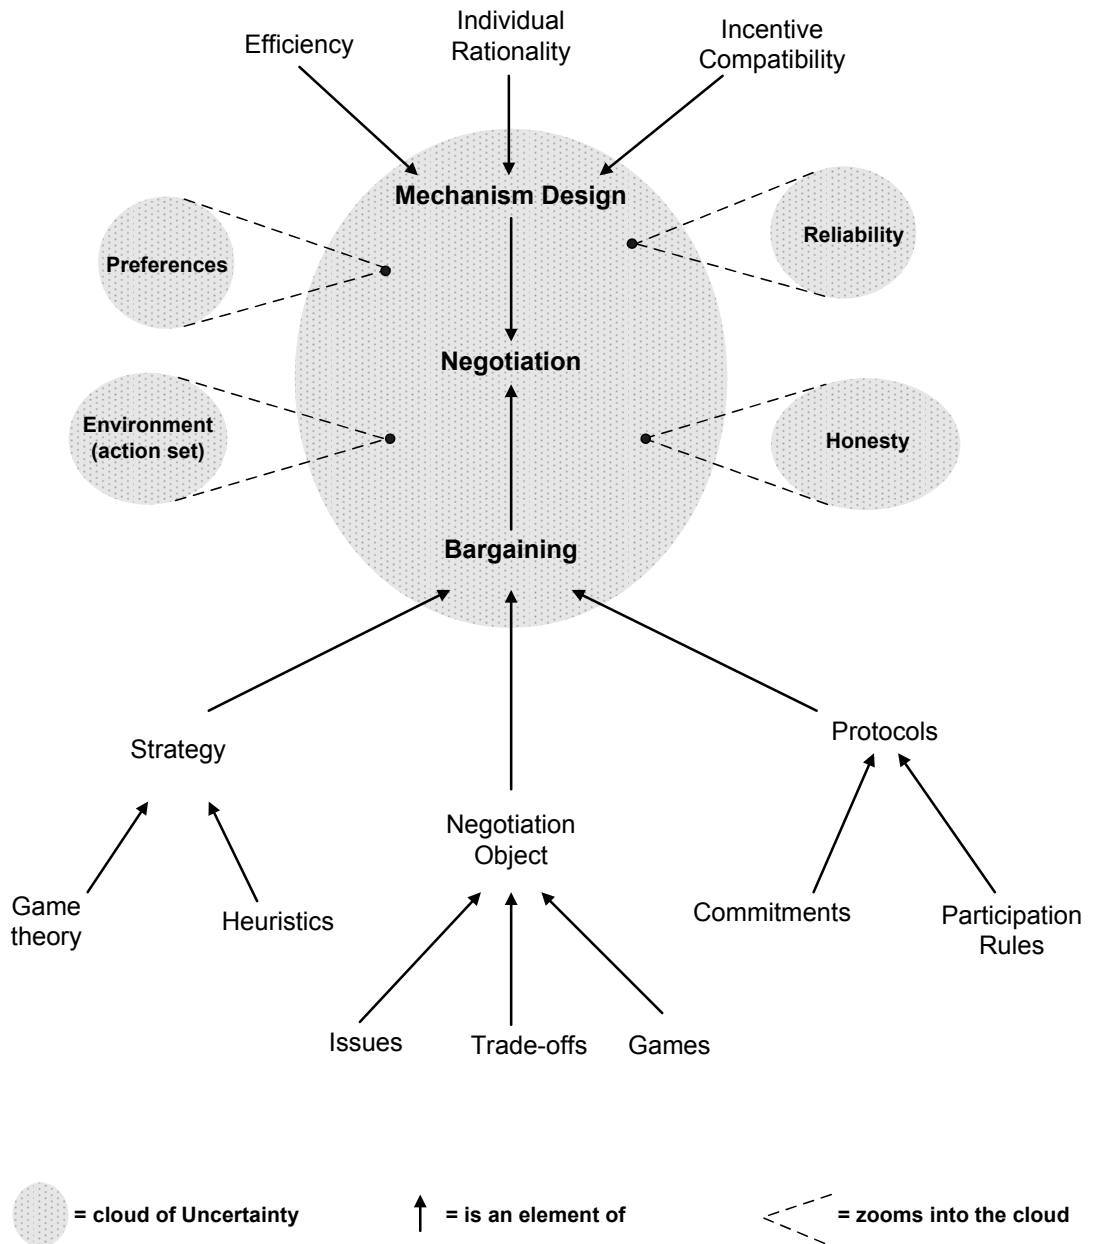 Efficiency
Individual
Rationality
Incentive
Compatibility
Mechanism Design
Preferences
Reliability
Negotiation
Environment
(action set)
Honesty
Bargaining
Strategy
Protocols
Negotiation
Object
Game
theory
Heuristics
Commitments
Participation
Rules
Issues
Trade-offs
Games
= cloud of Uncertainty
= is an element of
= zooms into the cloud